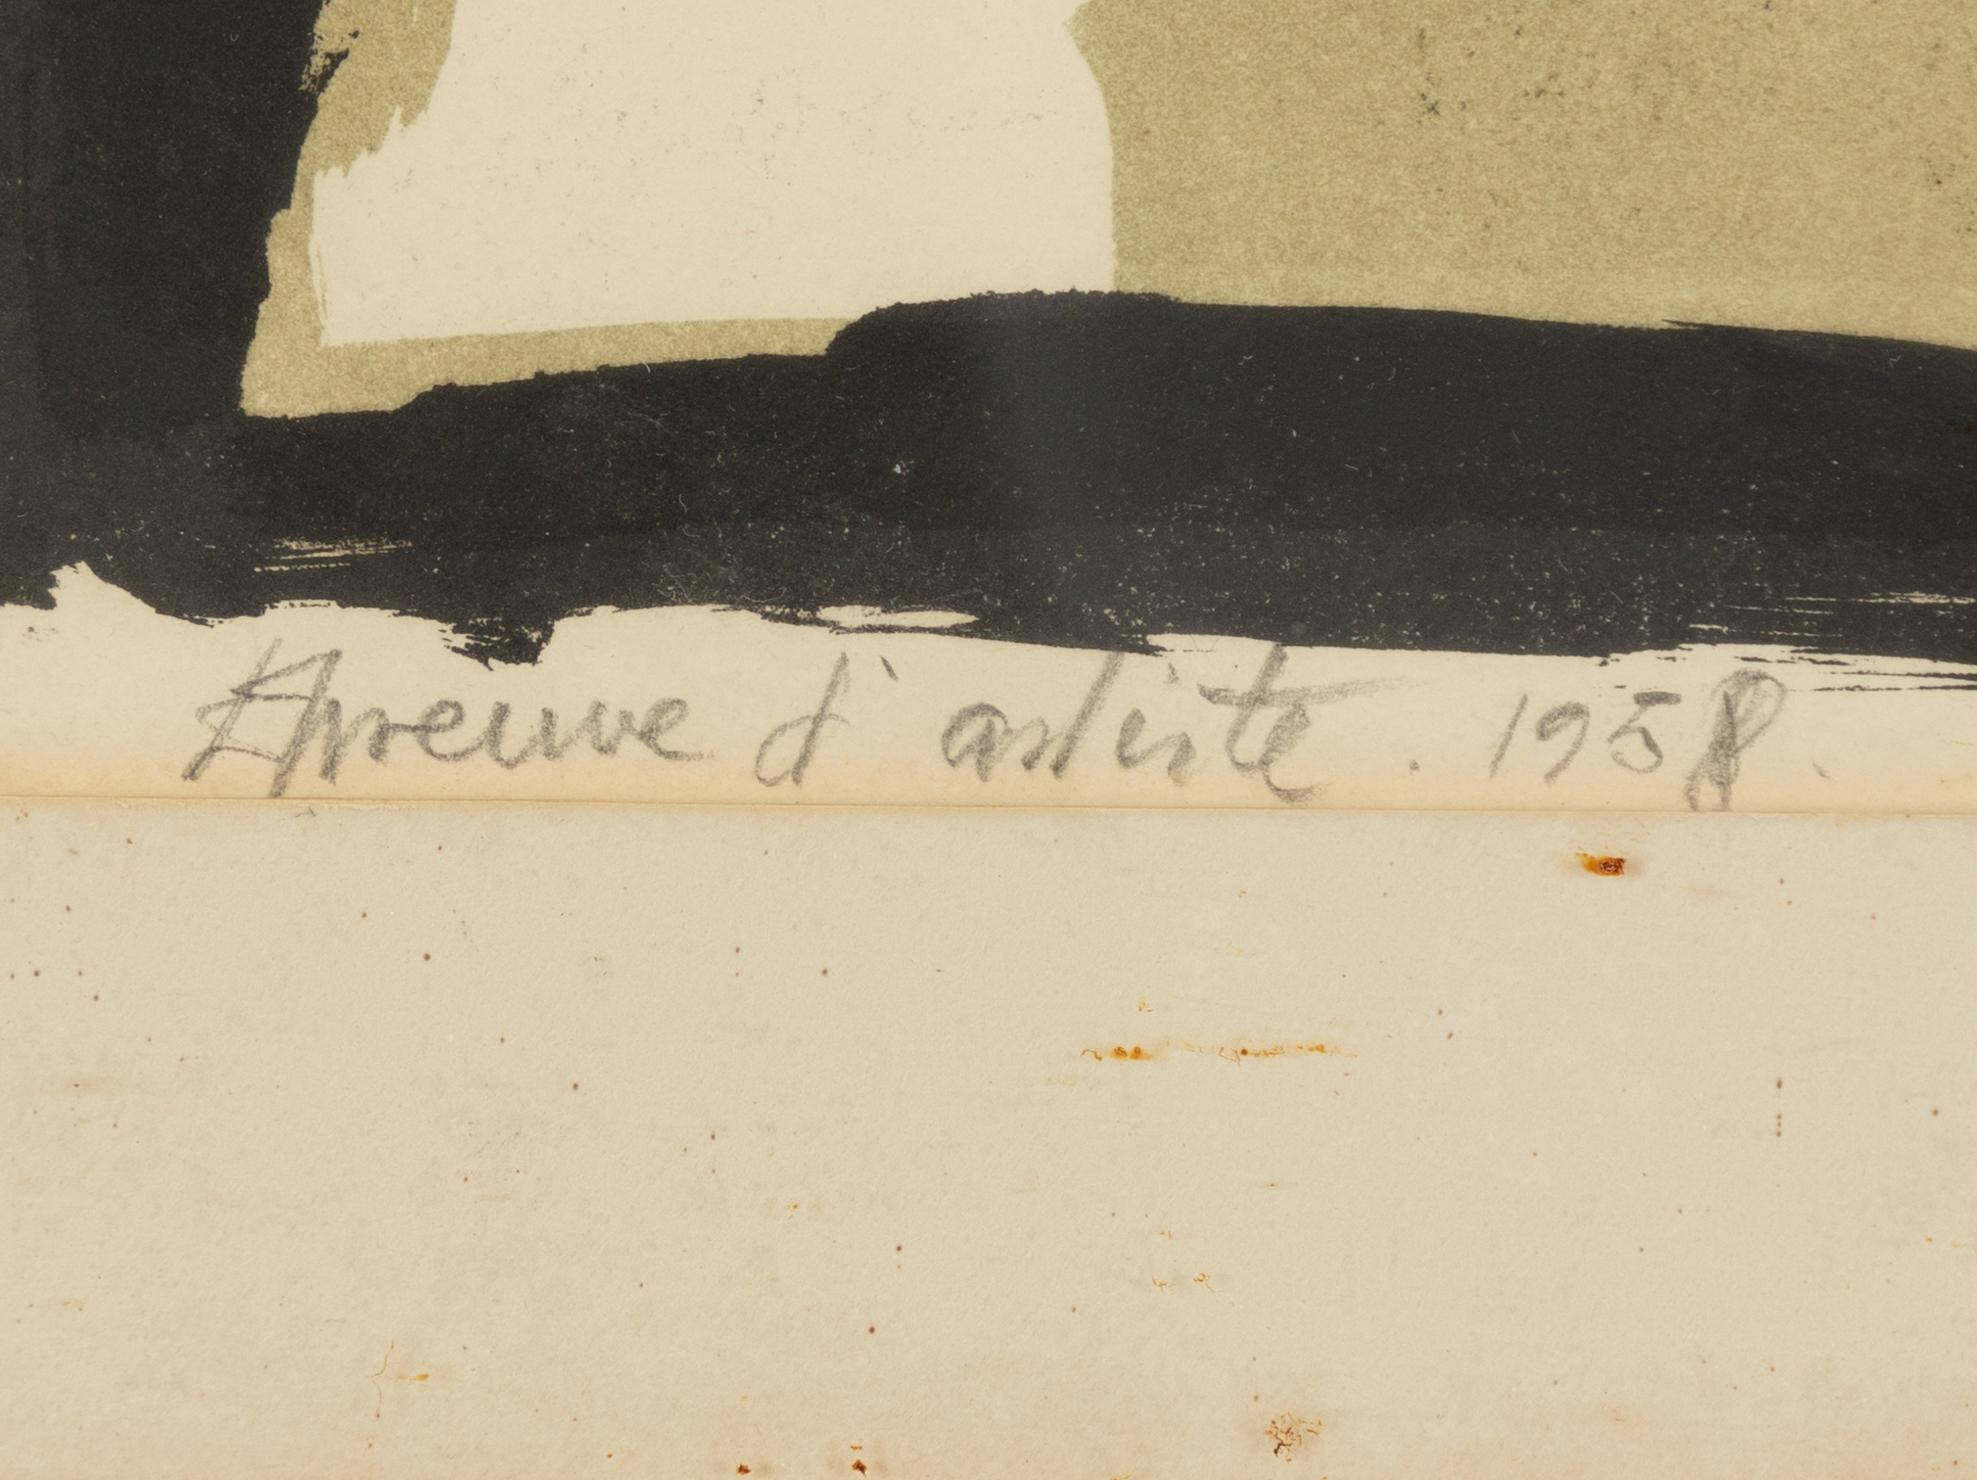 Epreuve d'artiste. 1958.